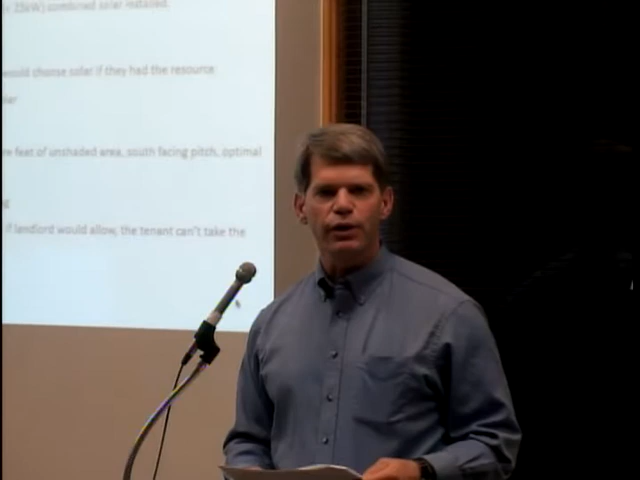 25kW) combined solar installed.
would choose solar if they had the resource
feet of unshaded area, south facing pitch, optimal
if landlord would allow, the tenant can't take the